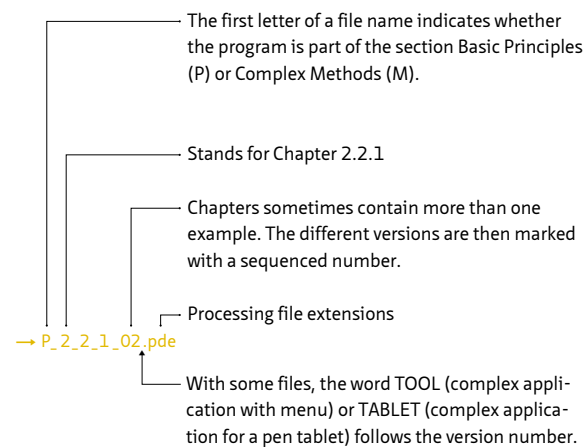 The first letter of a file name indicates whether
the program is part of the section Basic Principles
(P) or Complex Methods (M).
Stands for Chapter 2.2.1
Chapters sometimes contain more than one
example. The different versions are then marked
with a sequenced number.
Processing file extensions
→ P_2_2_1_02.pde
With some files, the word TOOL (complex appli-
cation with menu) or TABLET (complex applica-
tion for a pen tablet) follows the version number.